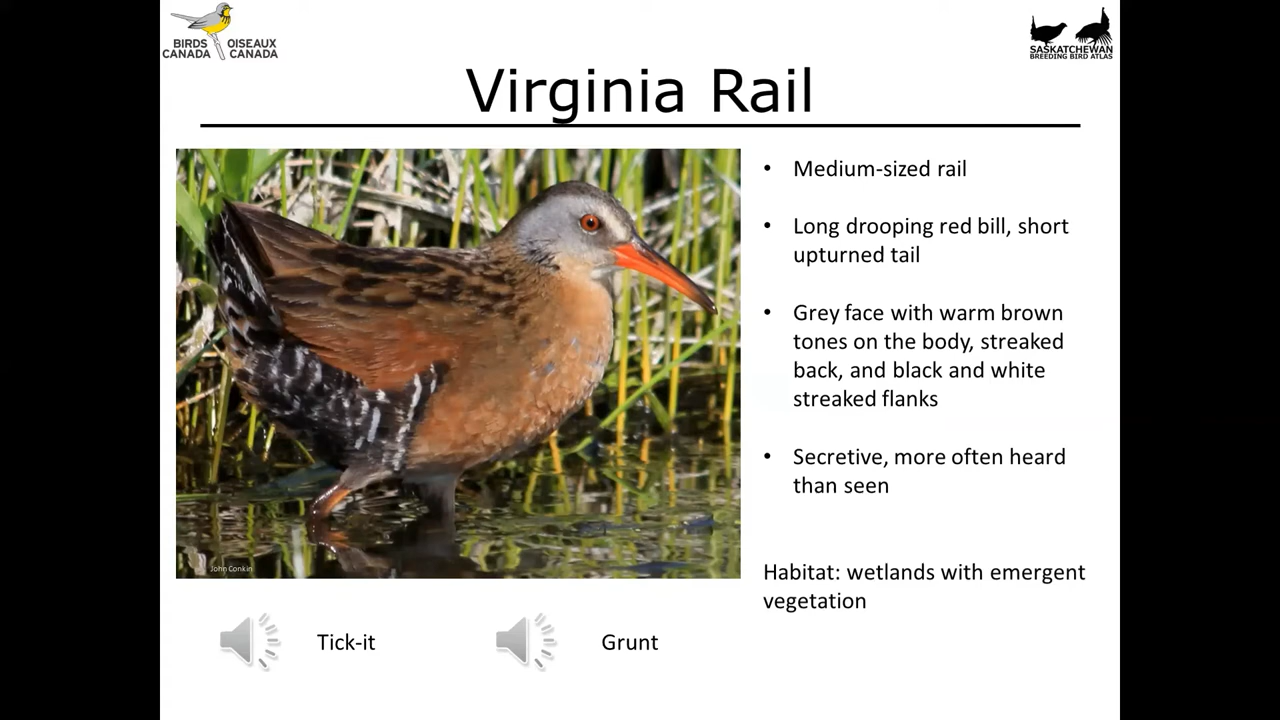 BIRDS OISEAUX
CANADA CANADA
SASKATCHEWAN
BREEDING BIRD ATLAS
Virginia Rail
• Medium-sized rail
• Long drooping red bill, short
upturned tail
• Grey face with warm brown
tones on the body, streaked
back, and black and white
streaked flanks
• Secretive, more often heard
than seen
Habitat: wetlands with emergent
vegetation
John Conkin
Tick-it
Grunt